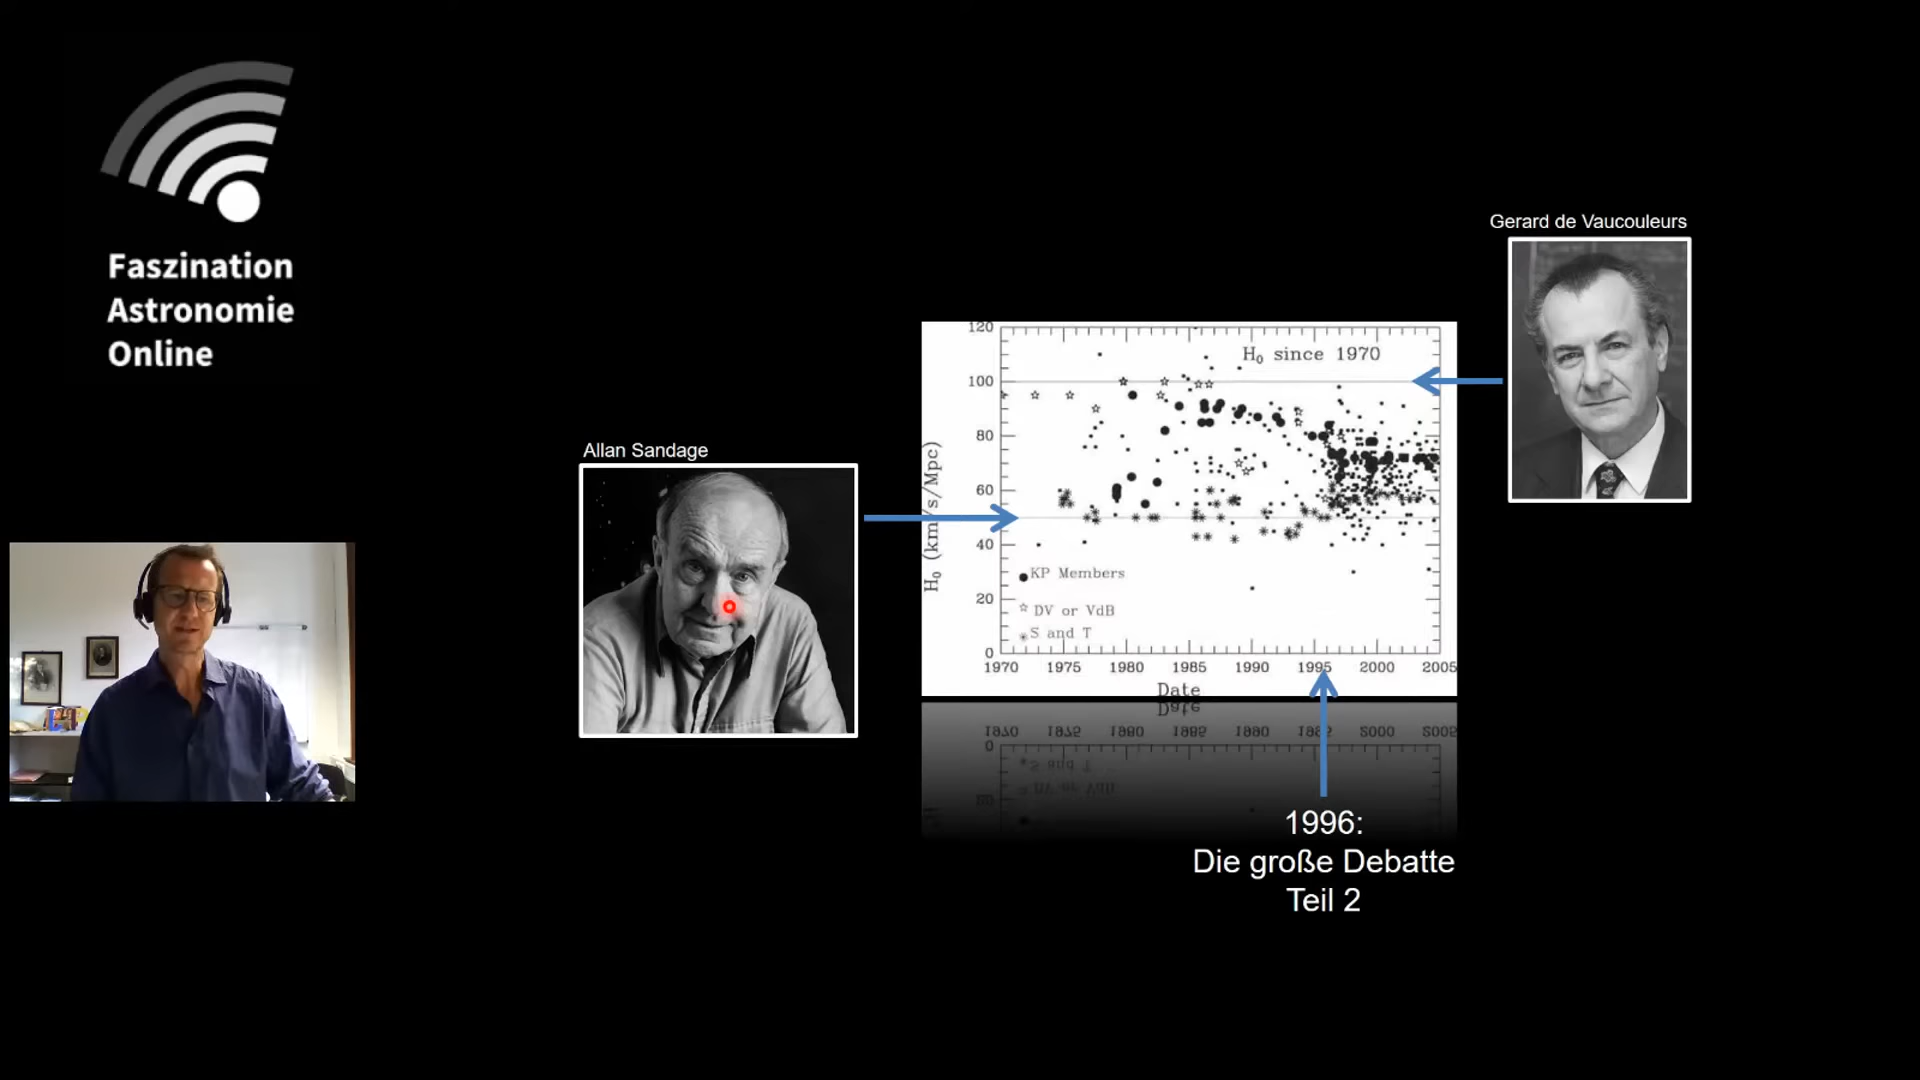 Faszination
Astronomie
Online
Gerard de Vaucouleurs
Allan Sandage
H0 since 1970
120
100
80
60
40
20
0
H0 (km/s/Mpc)
KP Members
DV or VdB
S and T
1970 1975 1980 1985 1990 1995 2000 2005
Date
1996:
Die große Debatte
Teil 2